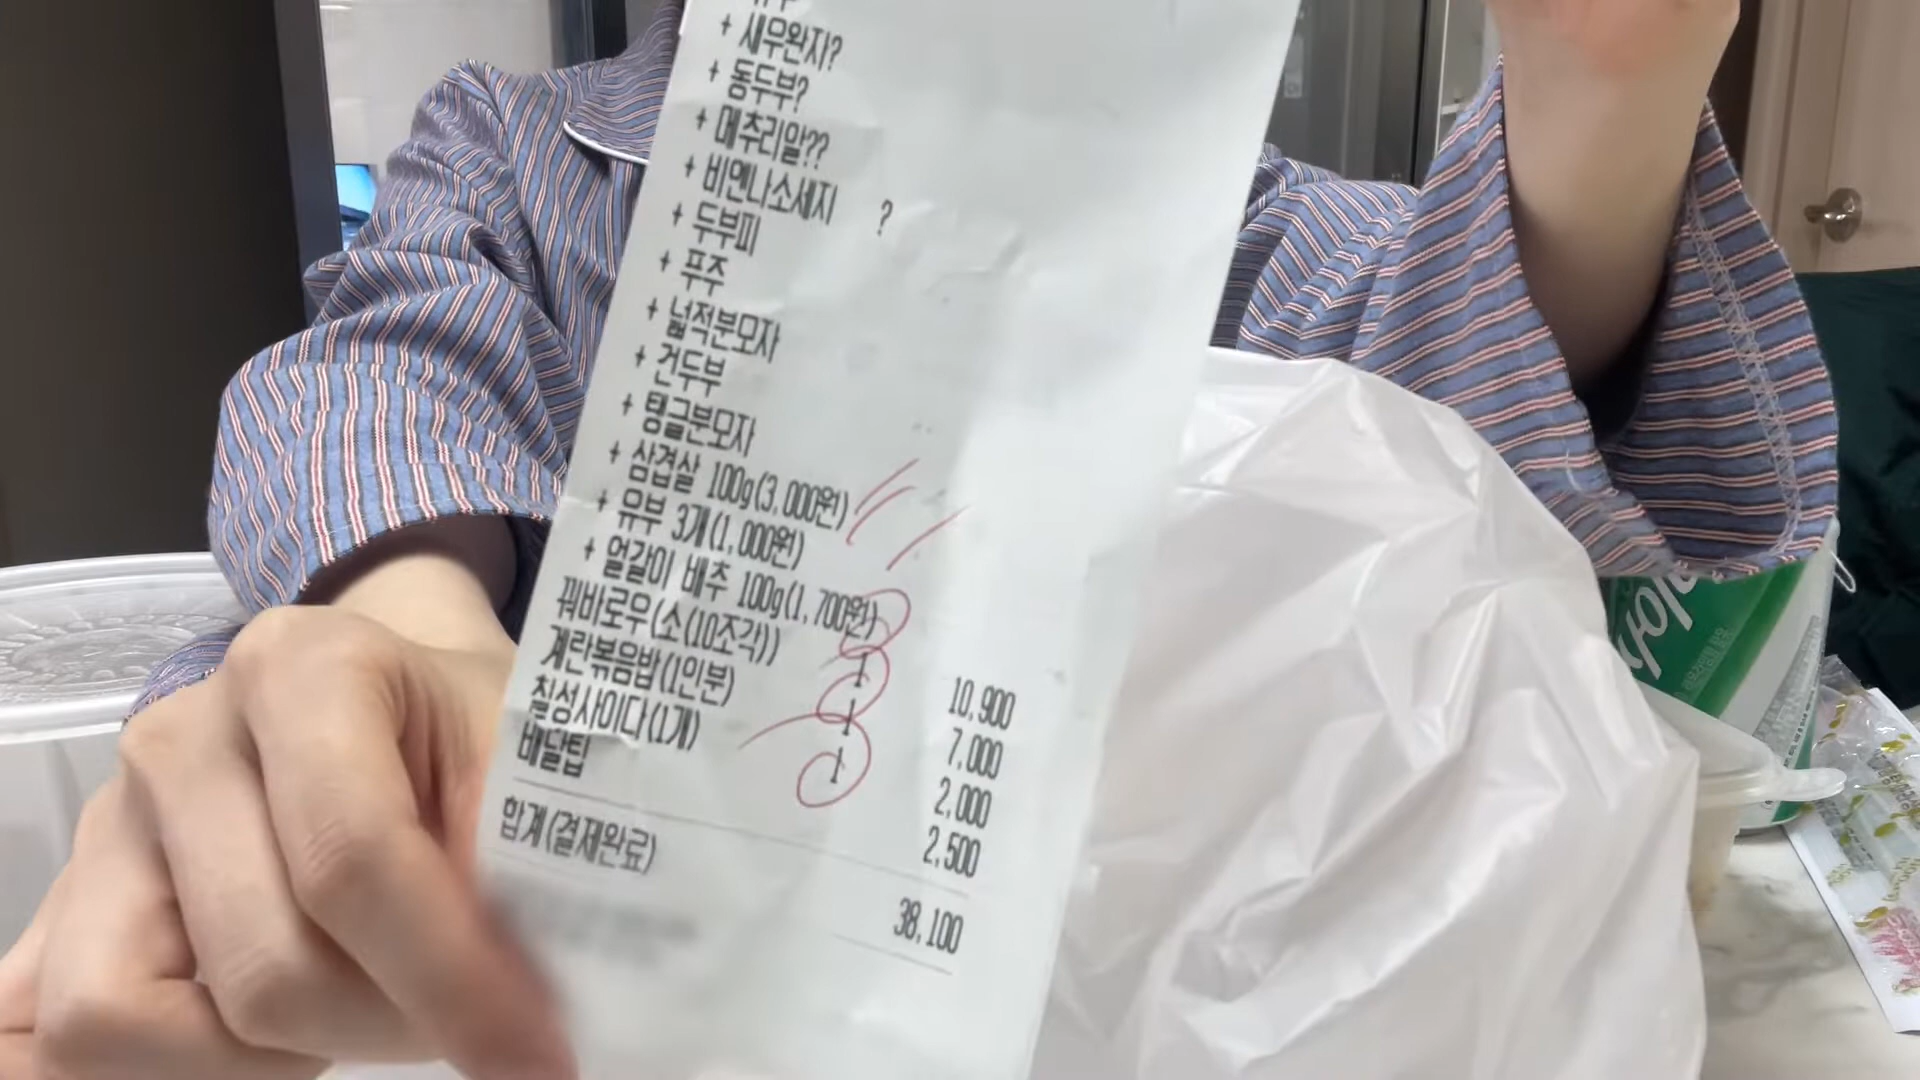 + 새우완자?
+ 동두부?
+ 메추리알??
+ 비엔나소세지 ?
+ 두부피
+ 푸주
+ 넓적분모자
+ 건두부
+ 탱글분모자
+ 삼겹살 100g(3,000원)
+ 유부 3개(1,000원)
+ 얼갈이 배추 100g(1,700원)
꿔바로우(소(10조각)) 1 10,900
계란볶음밥(1인분) 1 7,000
칠성사이다(1개) 1 2,000
배달팁 2,500
합계(결제완료) 38,100